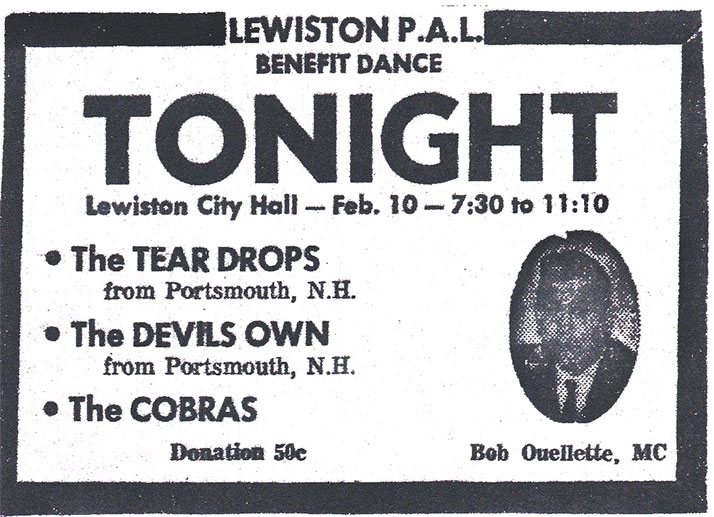 LEWISTON P.A.L.
BENEFIT DANCE
TONIGHT
Lewiston City Hall — Feb. 10 — 7:30 to 11:10
• The TEAR DROPS
from Portsmouth, N.H.
• The DEVILS OWN
from Portsmouth, N.H.
• The COBRAS
Donation 50c
Bob Ouellette, MC